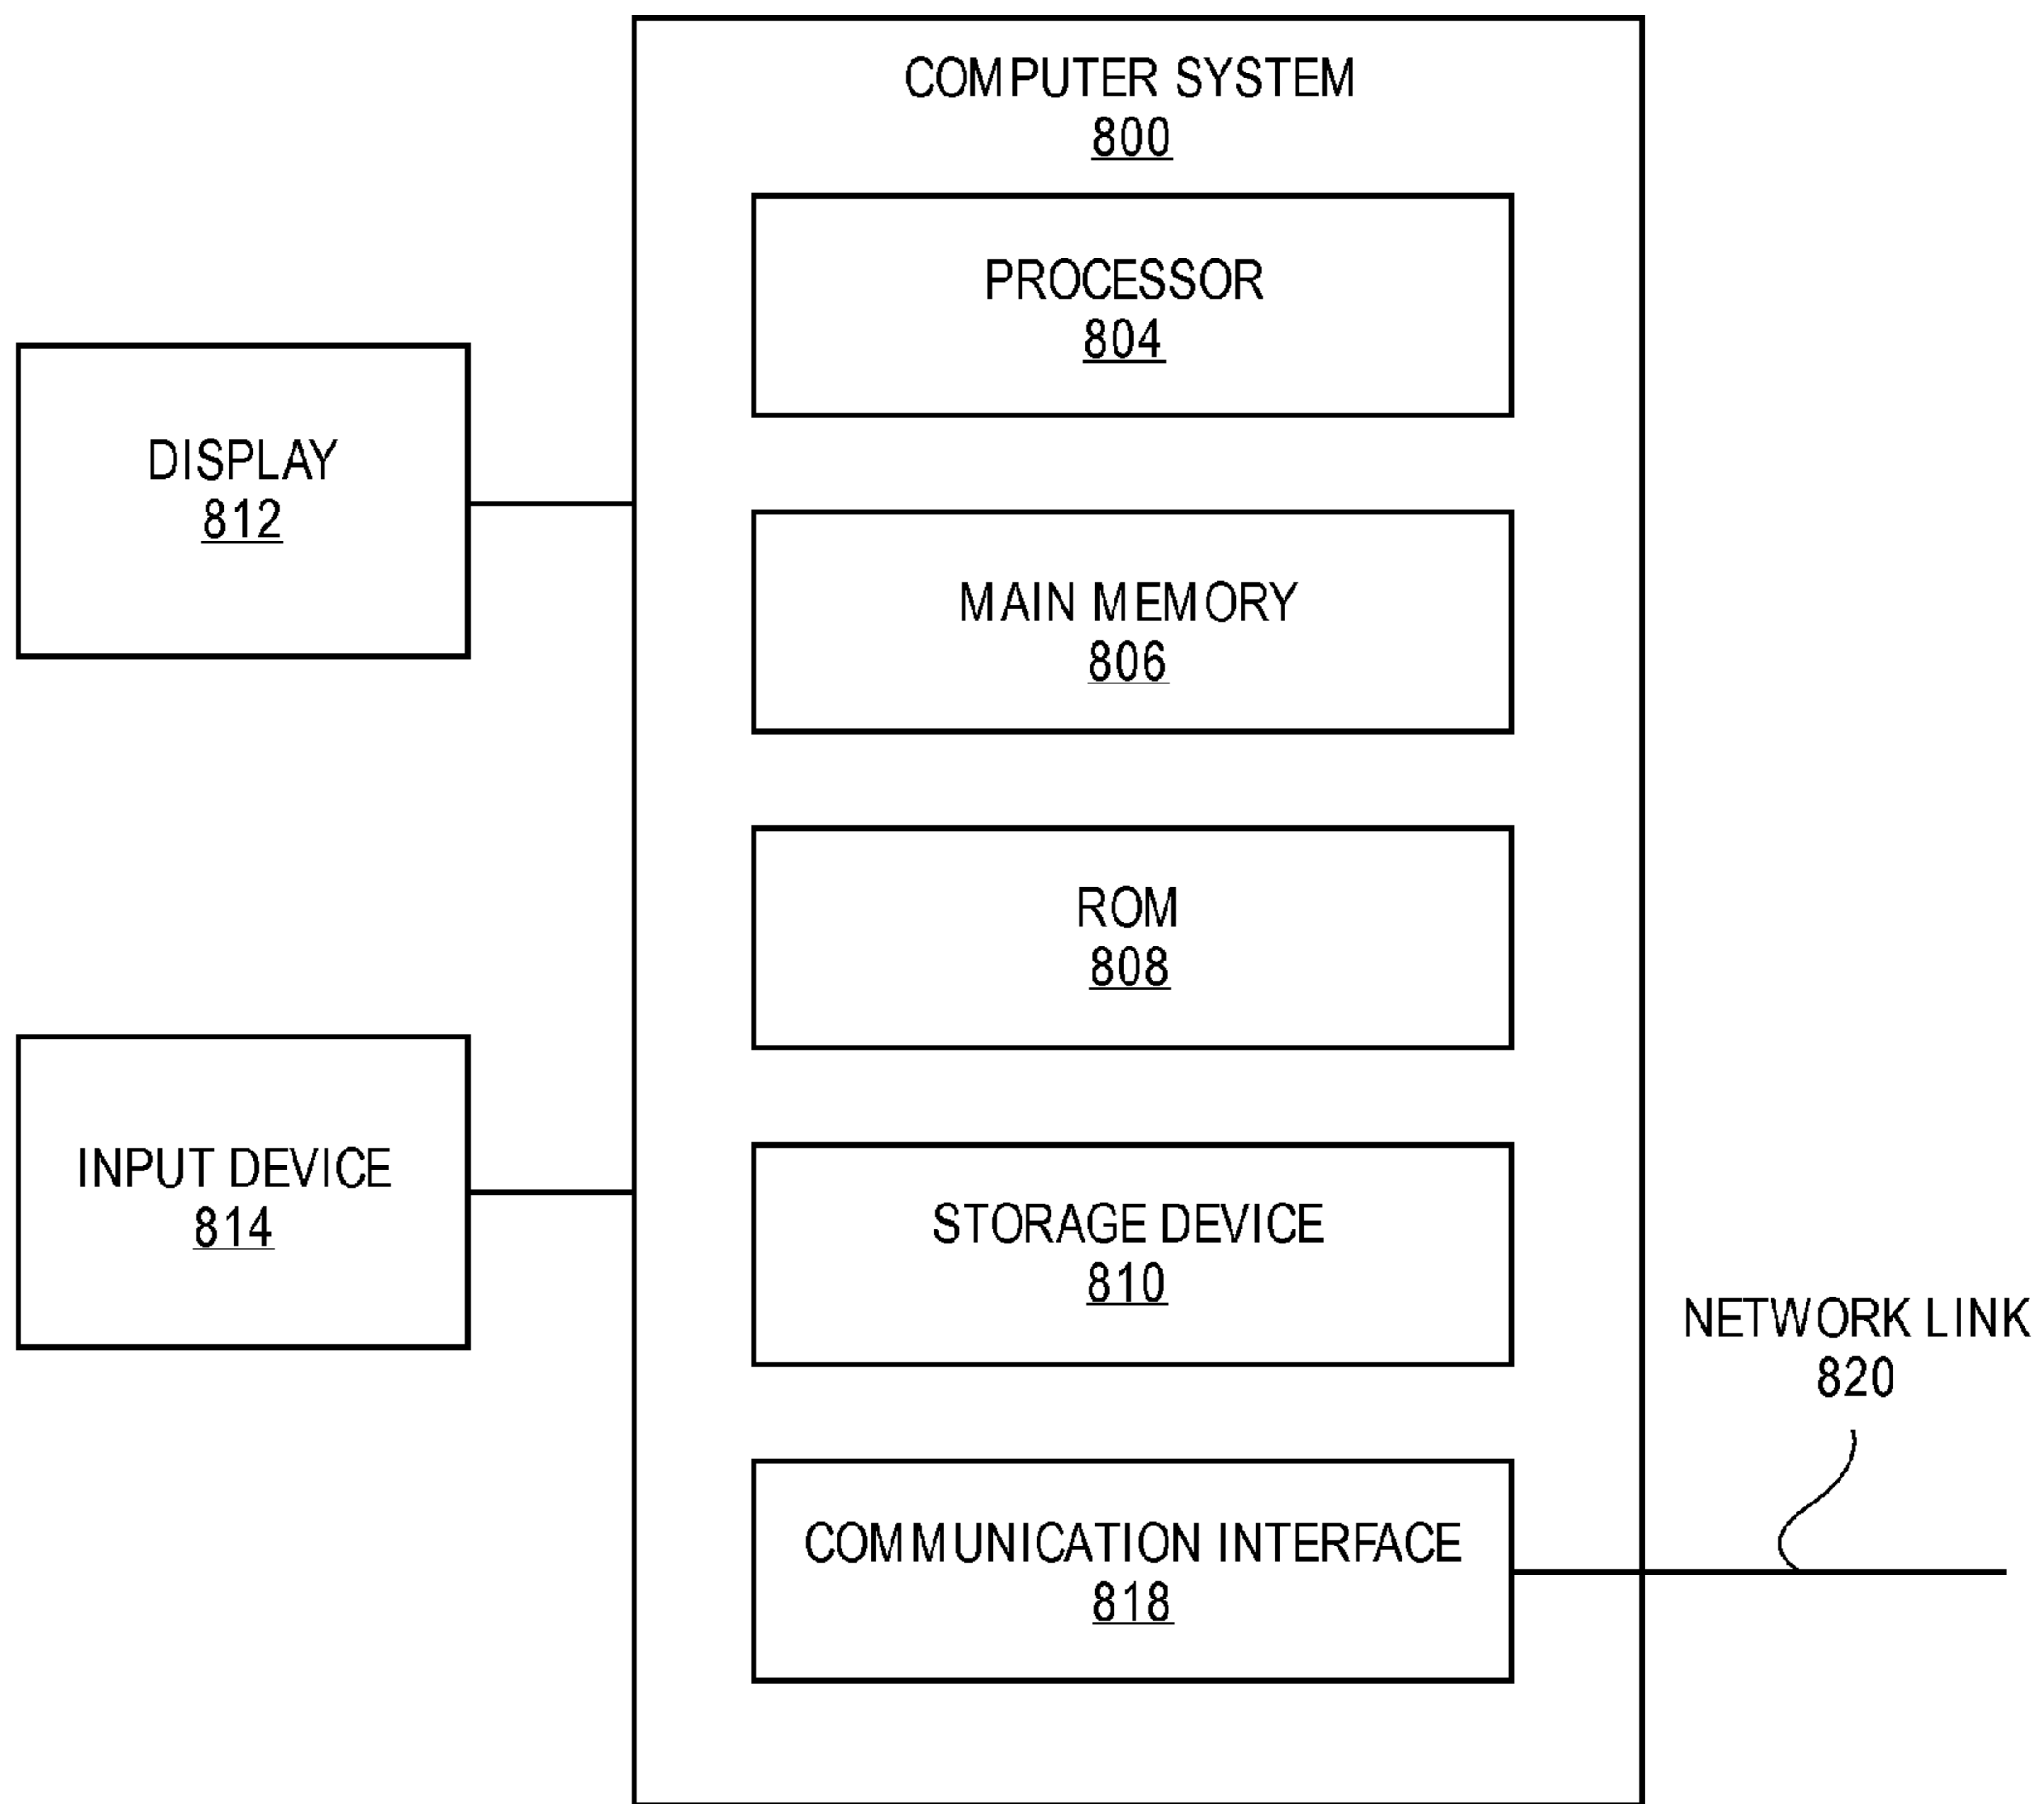 COMPUTER SYSTEM
800
PROCESSOR
804
DISPLAY
812
MAIN MEMORY
806
ROM
808
INPUT DEVICE
814
STORAGE DEVICE
810
NETWORK LINK
820
COMMUNICATION INTERFACE
818